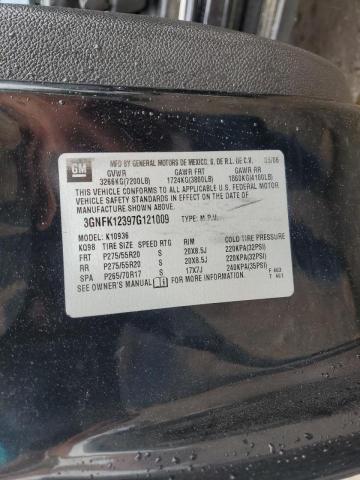 GM
MFD BY GENERAL MOTORS DE MEXICO, S. DE R.L. DE C.V. 05/06
GVWR GAWR FRT GAWR RR
3266KG(7200LB) 1724KG(3800LB) 1860KG(4100LB)
THIS VEHICLE CONFORMS TO ALL APPLICABLE U.S. FEDERAL MOTOR
VEHICLE SAFETY STANDARDS IN EFFECT ON THE DATE OF
MANUFACTURE SHOWN ABOVE.
3GNFK12397G121009 TYPE: M.P.V.
MODEL: K10936
KQ98 TIRE SIZE SPEED RTG RIM COLD TIRE PRESSURE
FRT P275/55R20 S 20X8.5J 220KPA(32PSI)
RR P275/55R20 S 20X8.5J 220KPA(32PSI)
SPA P265/70R17 S 17X7J 240KPA(35PSI)
SEE OWNER'S MANUAL FOR MORE INFORMATION. F 463
T 461